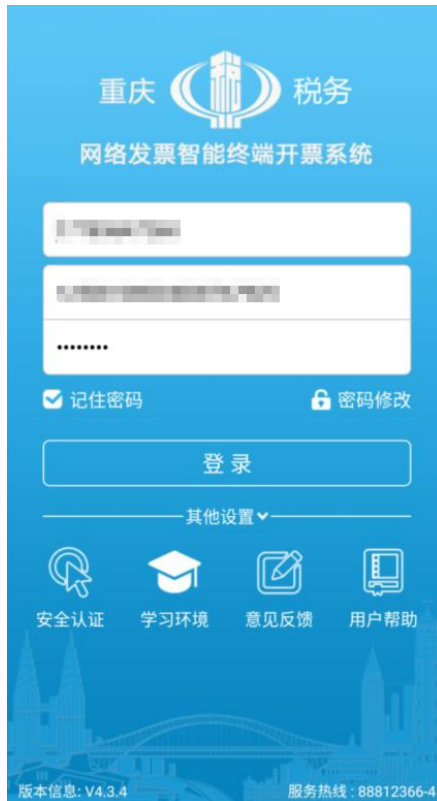 重庆 税务
网络发票智能终端开票系统
••••••••
记住密码 密码修改
登录
其他设置
安全认证 学习环境 意见反馈 用户帮助
版本信息: V4.3.4 服务热线: 88812366-4